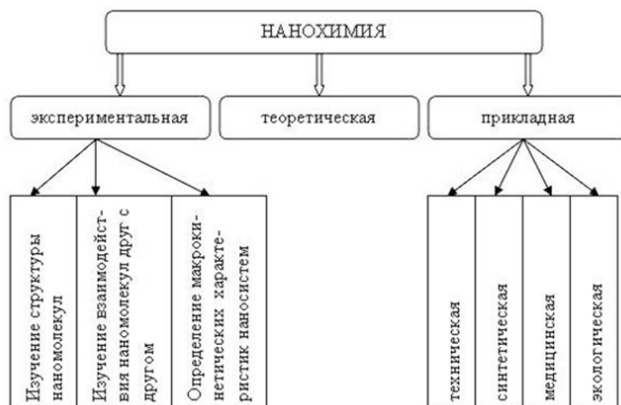 НАНОХИМИЯ
экспериментальная
теоретическая
прикладная
Изучение структуры
наномолекул
Изучение взаимодейст-
вия наномолекул друг с
другом
Определение макроки-
нетических характе-
ристик наносистем
техническая
синтетическая
медицинская
экологическая